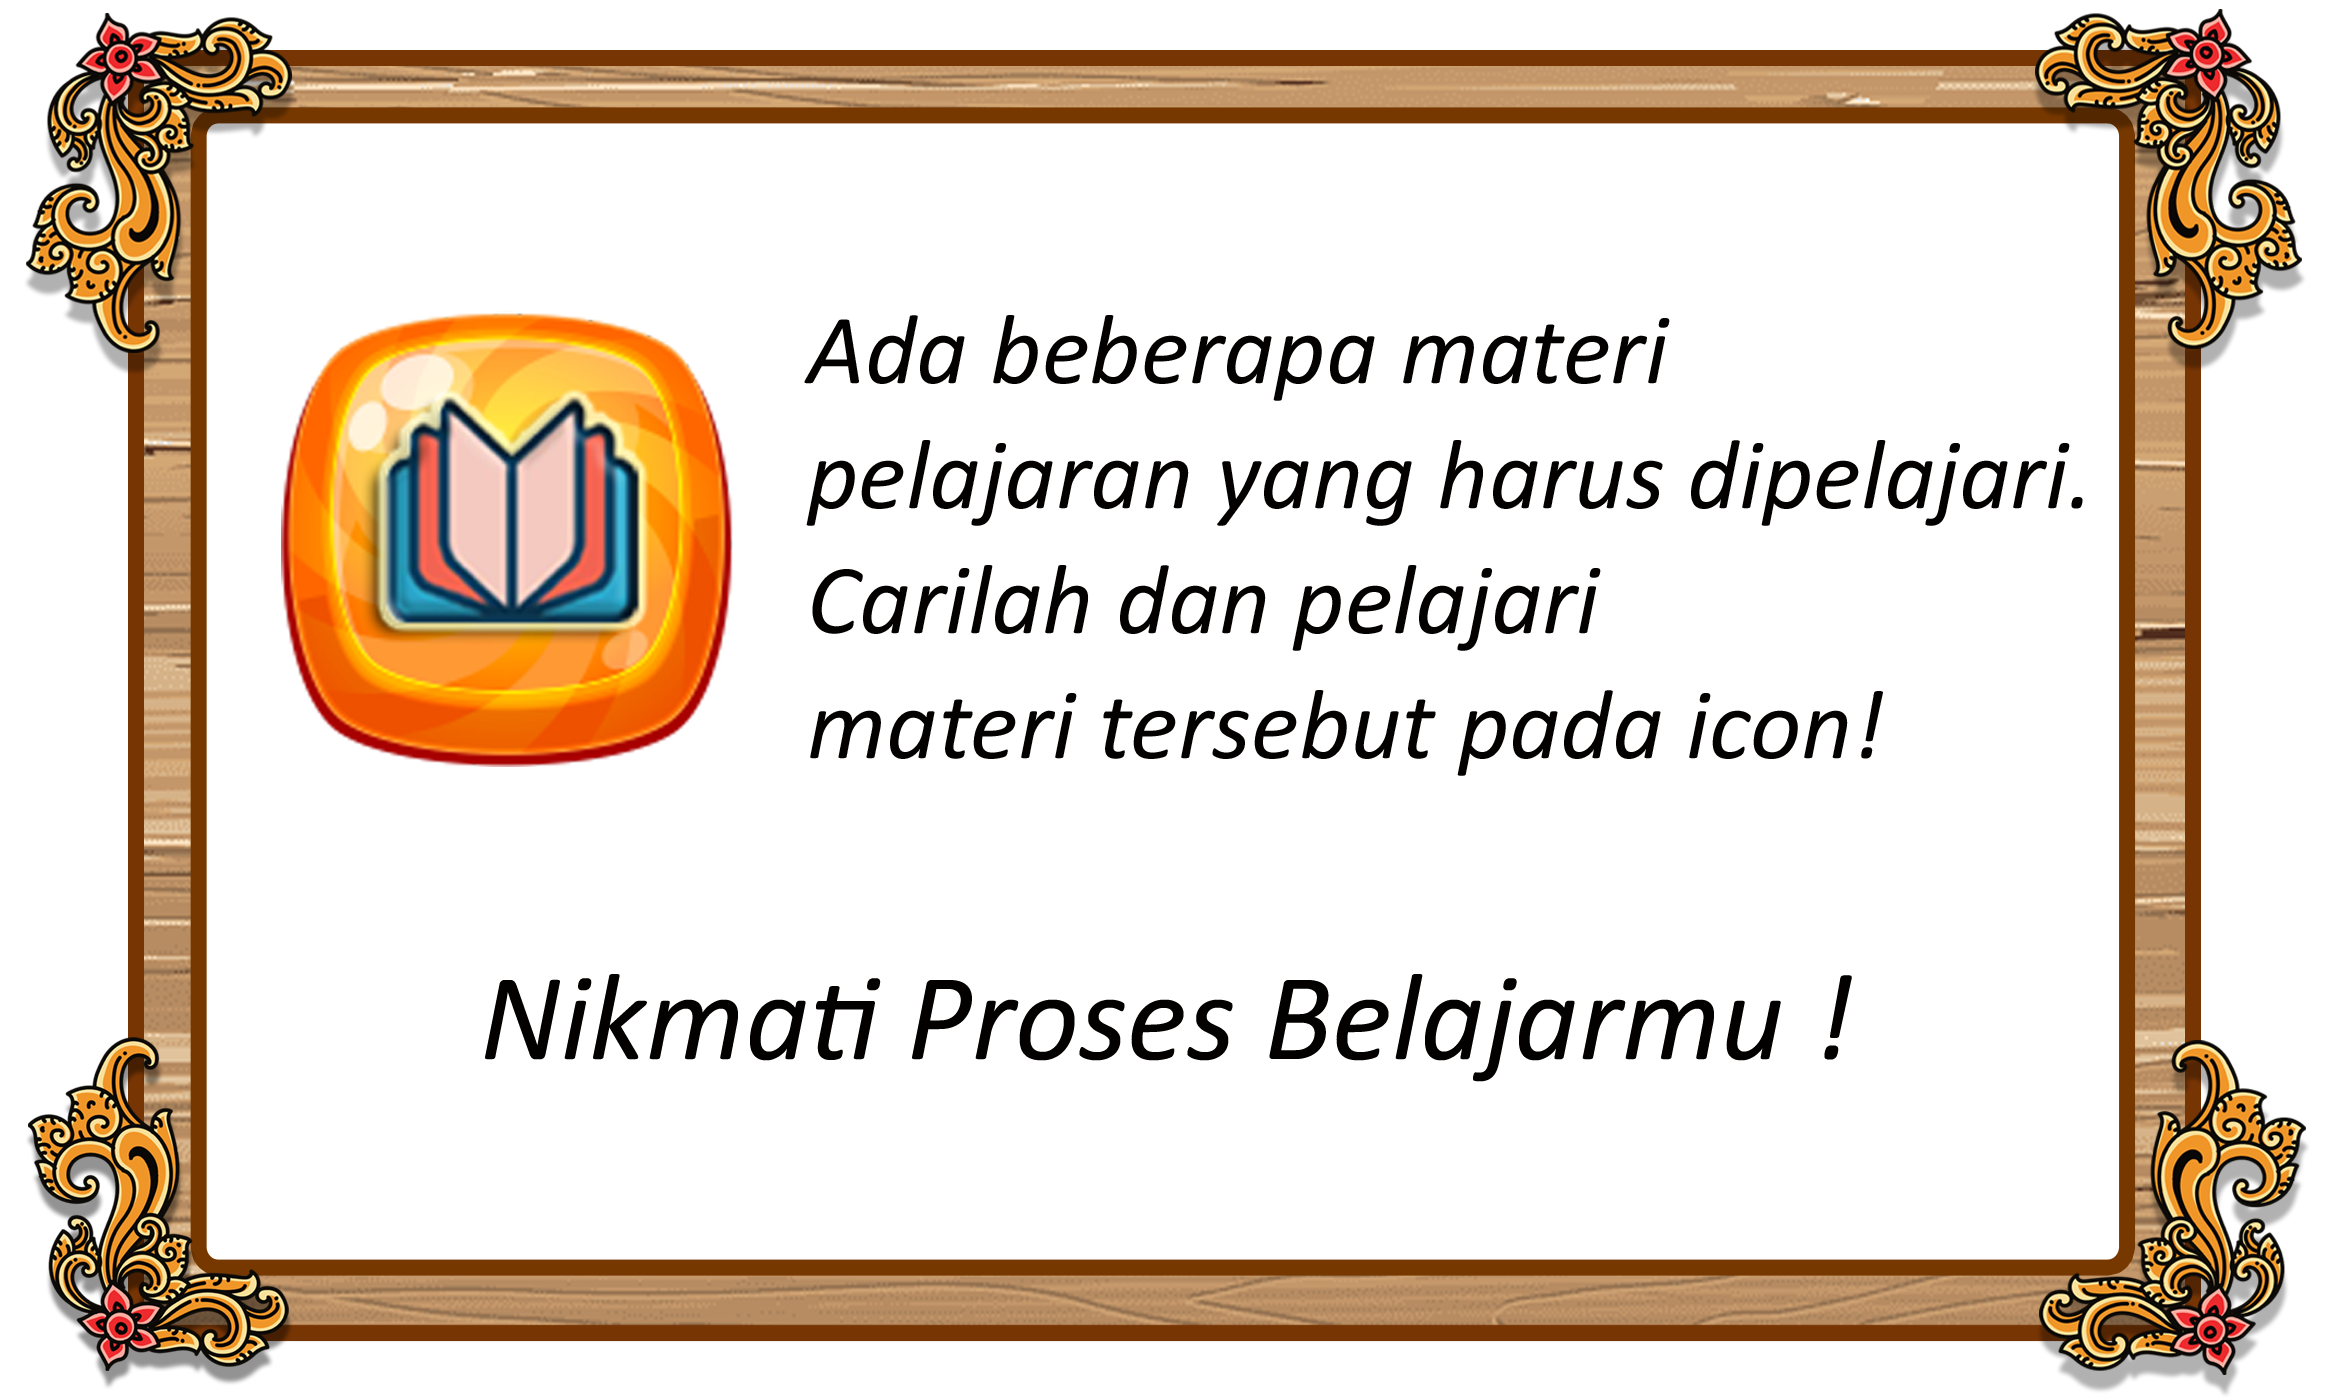 Ada beberapa materi
pelajaran yang harus dipelajari.
Carilah dan pelajari
materi tersebut pada icon!
Nikmati Proses Belajarmu !